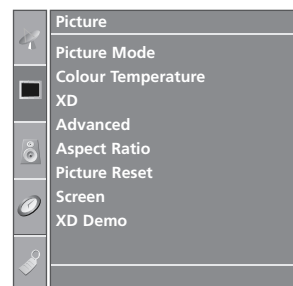 Picture
Picture Mode
Colour Temperature
XD
Advanced
Aspect Ratio
Picture Reset
Screen
XD Demo